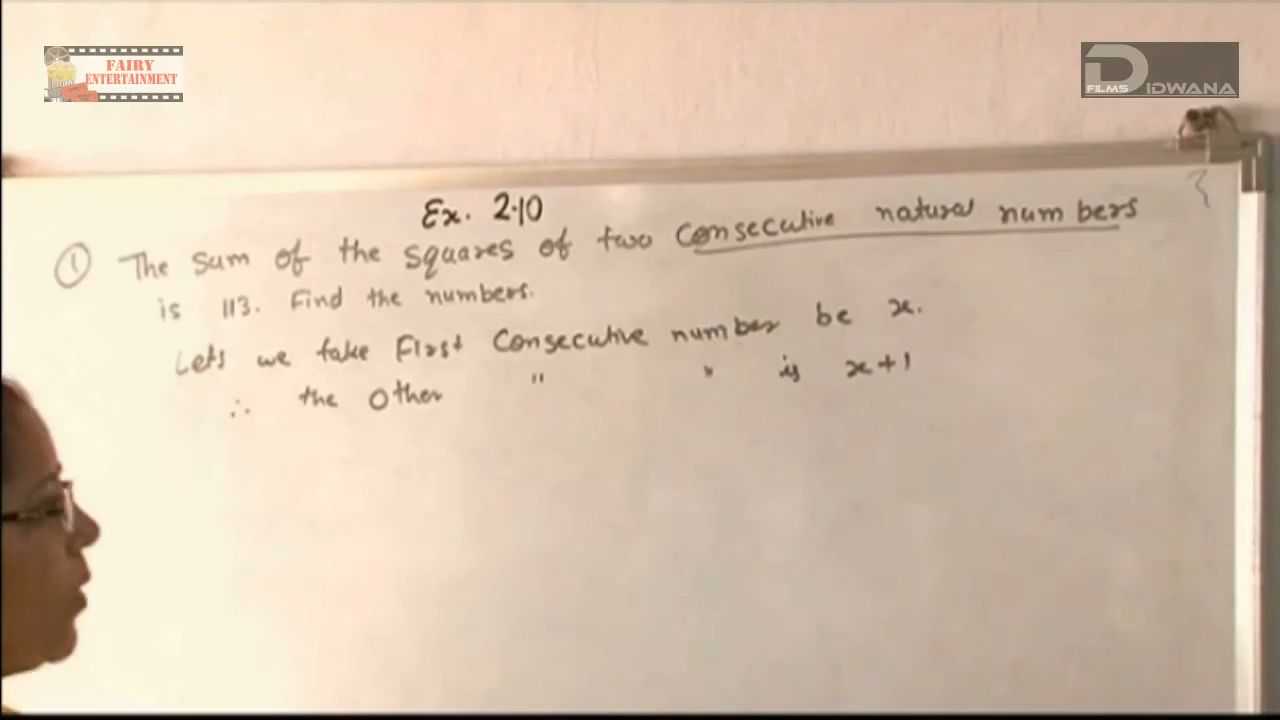 FAIRY
ENTERTAINMENT
DIDWANA
FILMS
Ex. 2.10
① The sum of the squares of two consecutive natural numbers
is 113. Find the numbers.
Lets we take First Consecutive number be x.
∴ the Other " " is x+1